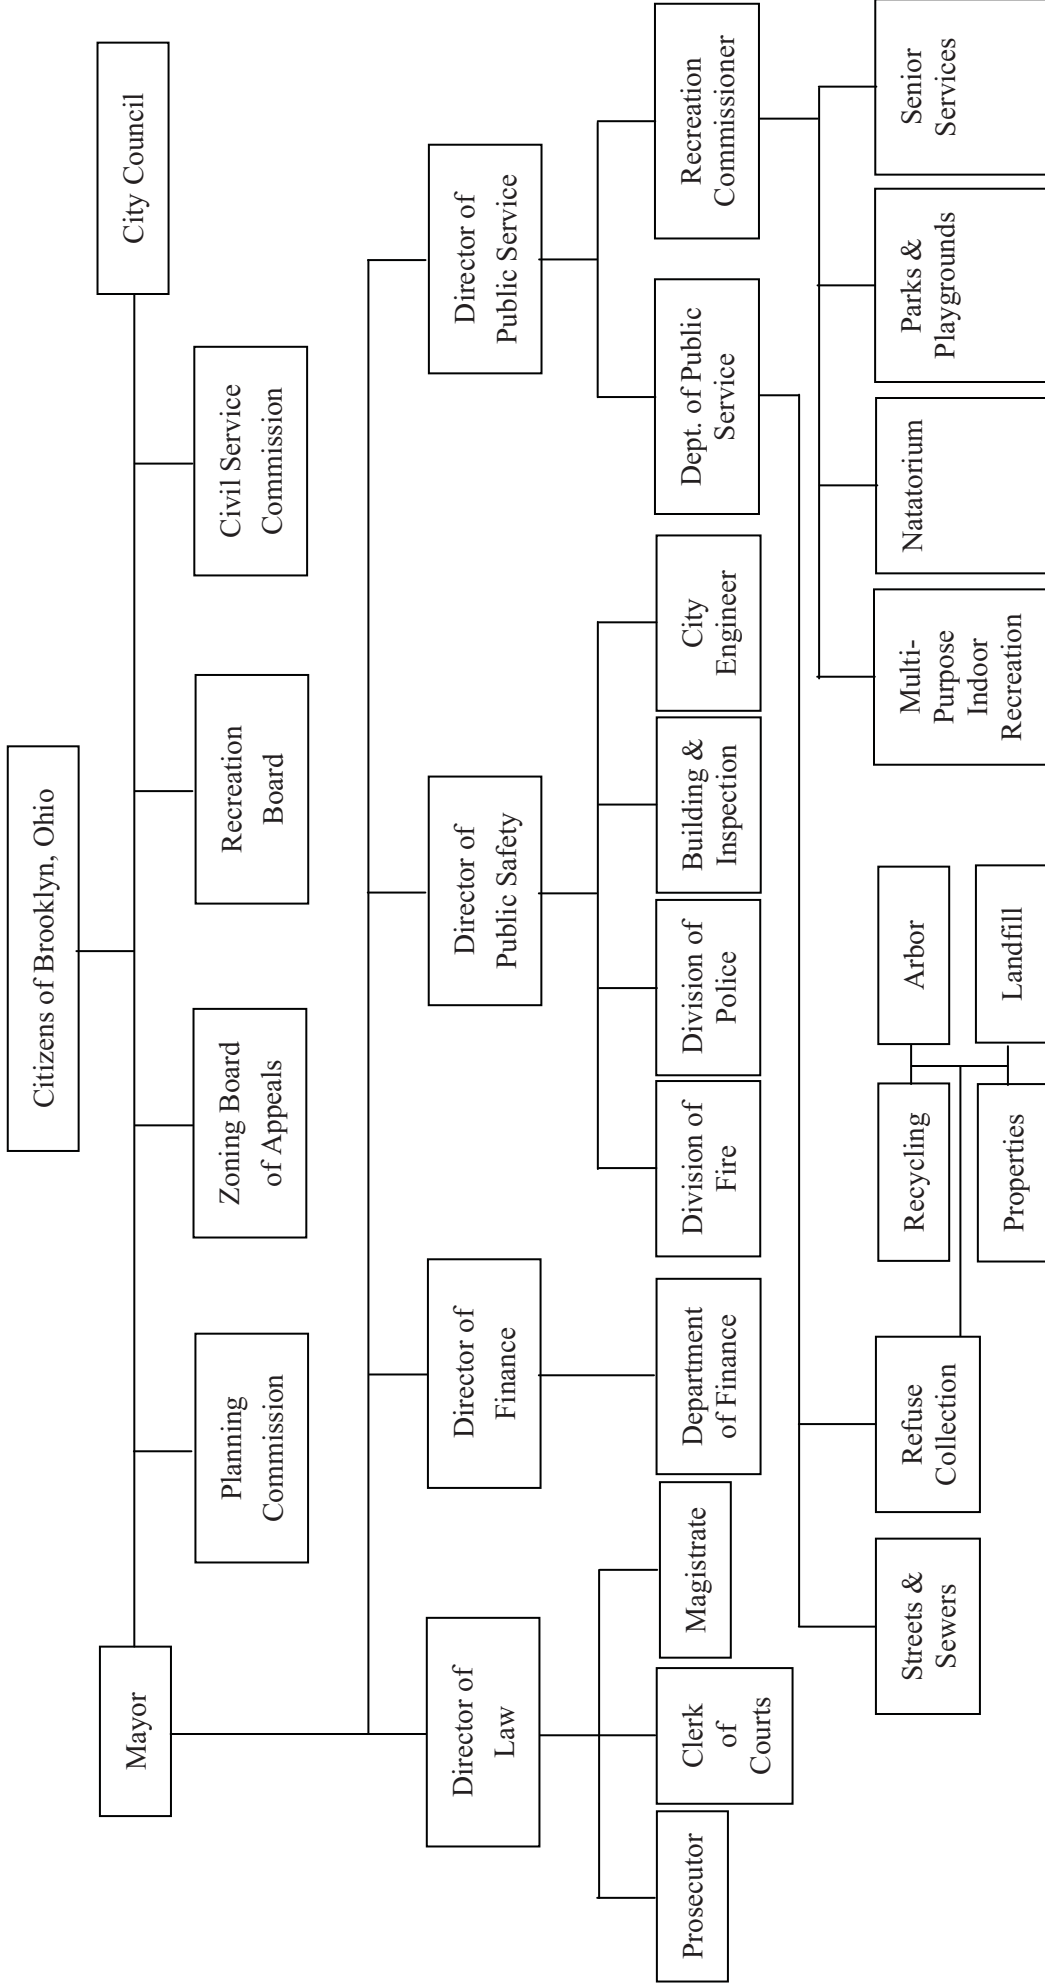 Citizens of Brooklyn, Ohio
Mayor
City Council
Planning
Commission
Zoning Board
of Appeals
Recreation
Board
Civil Service
Commission
Director of
Law
Director of
Finance
Director of
Public Safety
Director of
Public Service
Prosecutor
Clerk
of
Courts
Magistrate
Department
of Finance
Division of
Fire
Division of
Police
Building &
Inspection
City
Engineer
Dept. of Public
Service
Recreation
Commissioner
Streets &
Sewers
Refuse
Collection
Recycling
Arbor
Properties
Landfill
Multi-
Purpose
Indoor
Recreation
Natatorium
Parks &
Playgrounds
Senior
Services